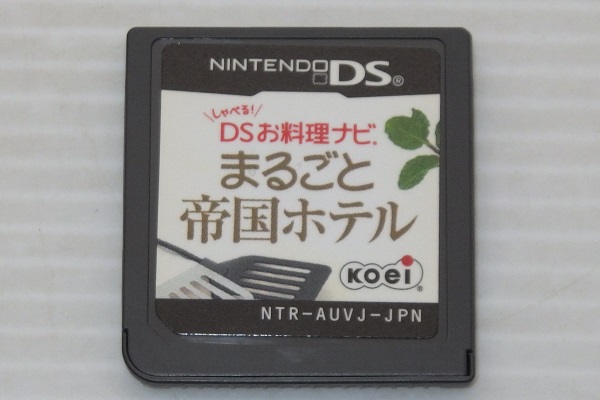 NINTENDO DS®
しゃべる!
DSお料理ナビ.
まるごと
帝国ホテル
KOEI®
NTR-AUVJ-JPN